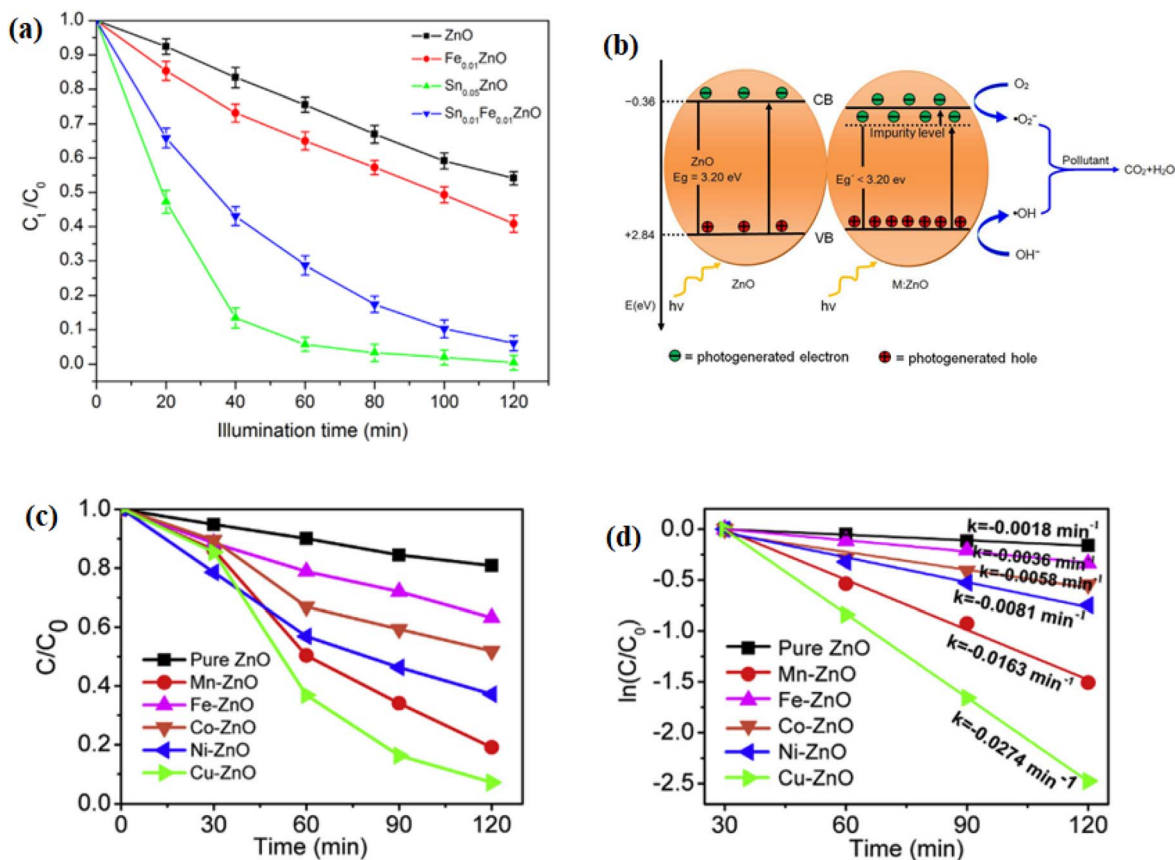 (a)
1.0
0.9
0.8
0.7
0.6
0.5
0.4
0.3
0.2
0.1
0.0
Ct /C0
ZnO
Fe0.01ZnO
Sn0.05ZnO
Sn0.01Fe0.01ZnO
0 20 40 60 80 100 120
Illumination time (min)
(b)
−0.36
+2.84
E(eV)
CB
VB
ZnO
Eg = 3.20 eV
Impurity level
Eg´ < 3.20 ev
hν
ZnO
hν
M:ZnO
O2
•O2−
Pollutant
CO2+H2O
•OH
OH−
= photogenerated electron
= photogenerated hole
(c)
1.0
0.8
0.6
0.4
0.2
0.0
C/C0
Pure ZnO
Mn-ZnO
Fe-ZnO
Co-ZnO
Ni-ZnO
Cu-ZnO
0 30 60 90 120
Time (min)
(d)
0.0
-0.5
-1.0
-1.5
-2.0
-2.5
ln(C/C0)
k=-0.0018 min-1
k=-0.0036 min-1
k=-0.0058 min-1
k=-0.0081 min-1
k=-0.0163 min-1
k=-0.0274 min-1
Pure ZnO
Mn-ZnO
Fe-ZnO
Co-ZnO
Ni-ZnO
Cu-ZnO
30 60 90 120
Time (min)